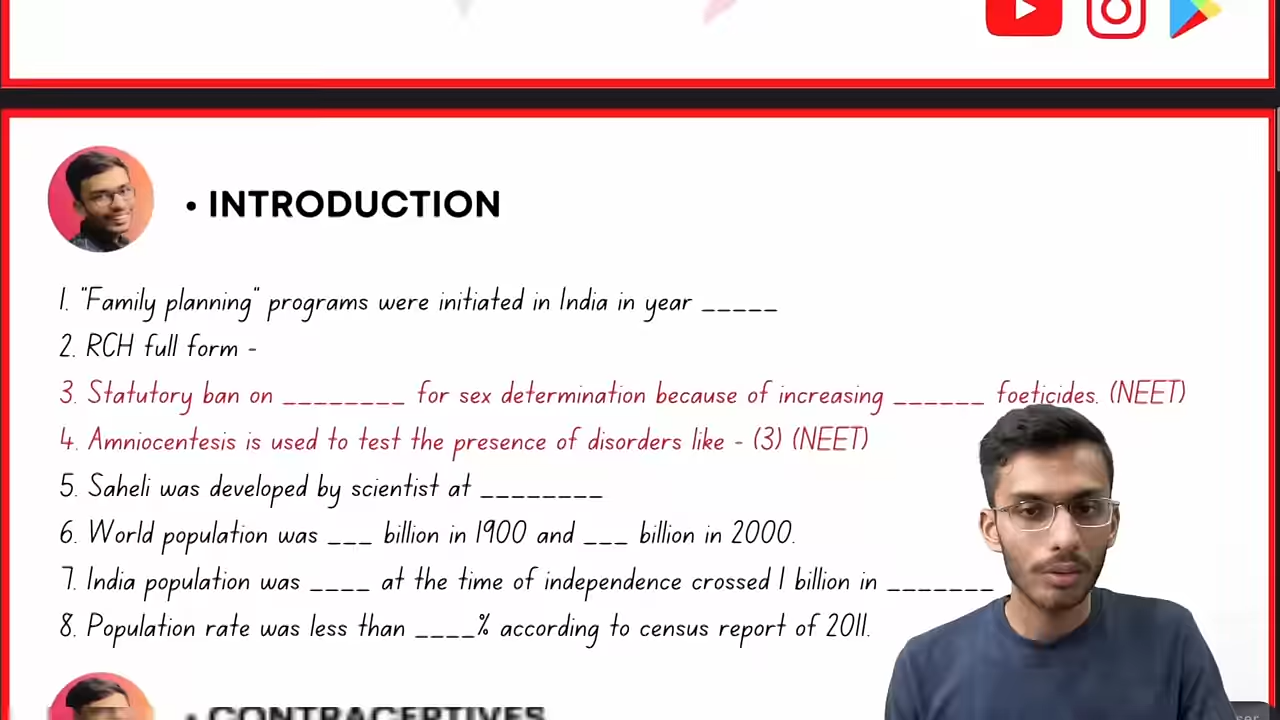 • INTRODUCTION
1. "Family planning" programs were initiated in India in year _____
2. RCH full form -
3. Statutory ban on ________ for sex determination because of increasing ______ foeticides. (NEET)
4. Amniocentesis is used to test the presence of disorders like - (3) (NEET)
5. Saheli was developed by scientist at ________
6. World population was ___ billion in 1900 and ___ billion in 2000.
7. India population was ____ at the time of independence crossed 1 billion in _______
8. Population rate was less than ____% according to census report of 2011.
• CONTRACEPTIVES